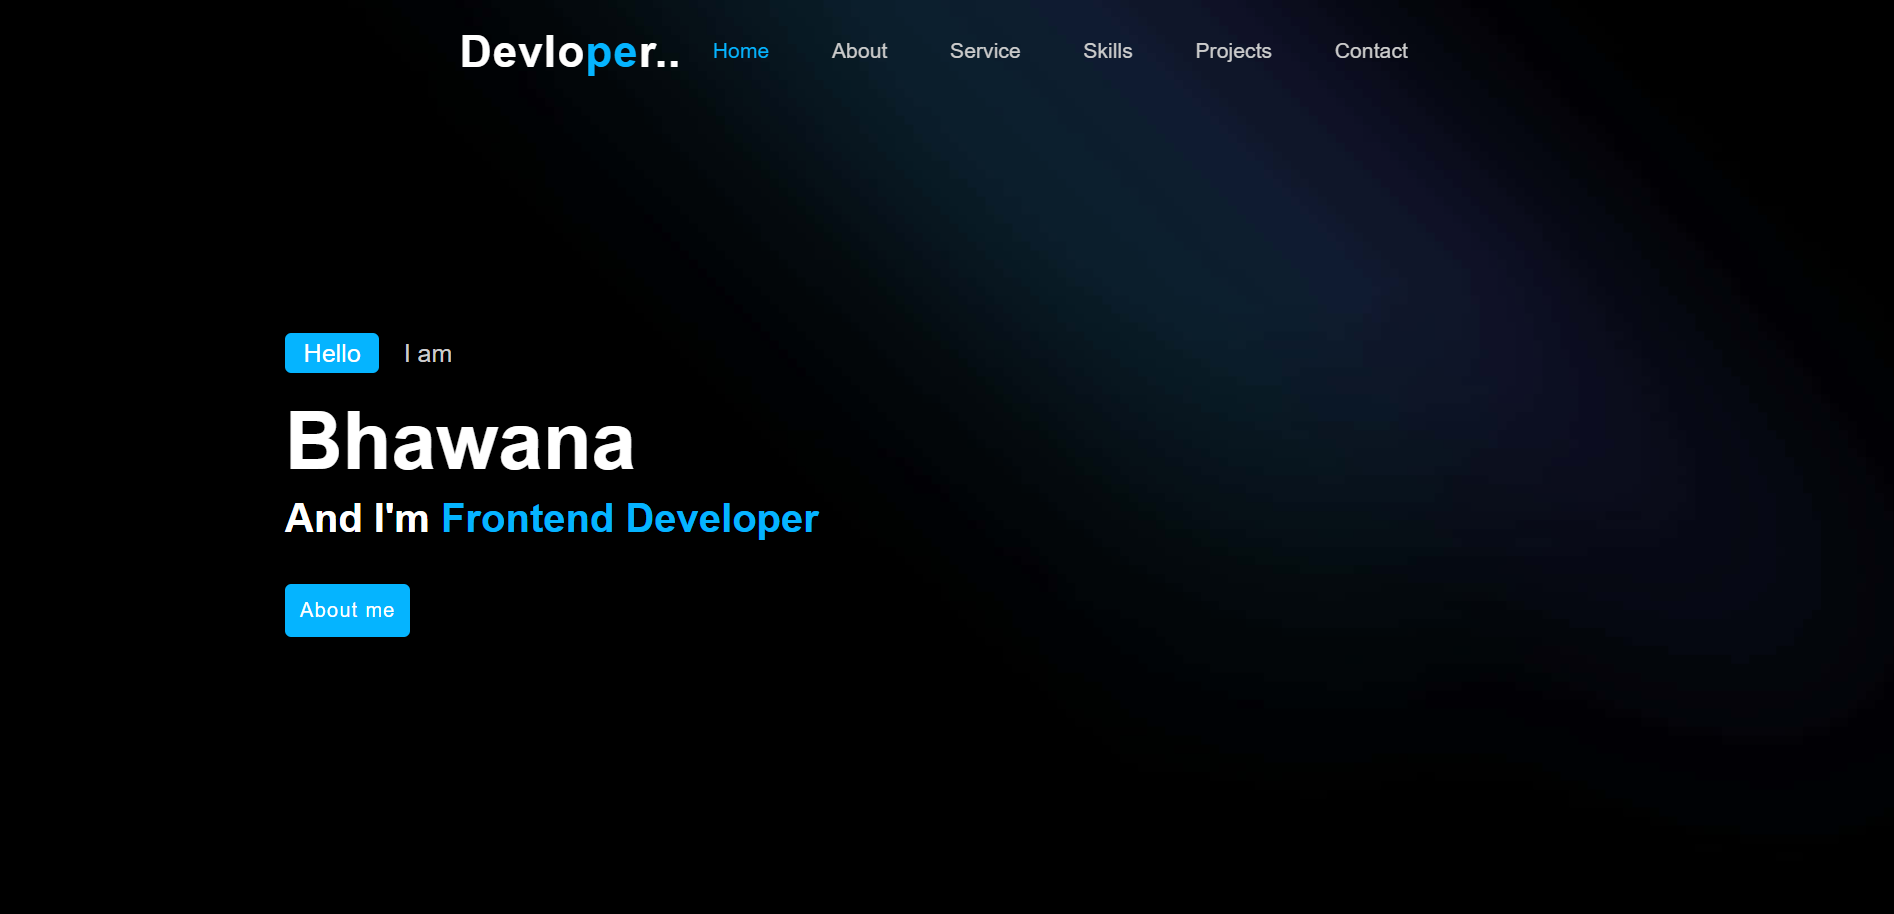 Devloper.. Home About Service Skills Projects Contact
Hello I am
Bhawana
And I'm Frontend Developer
About me